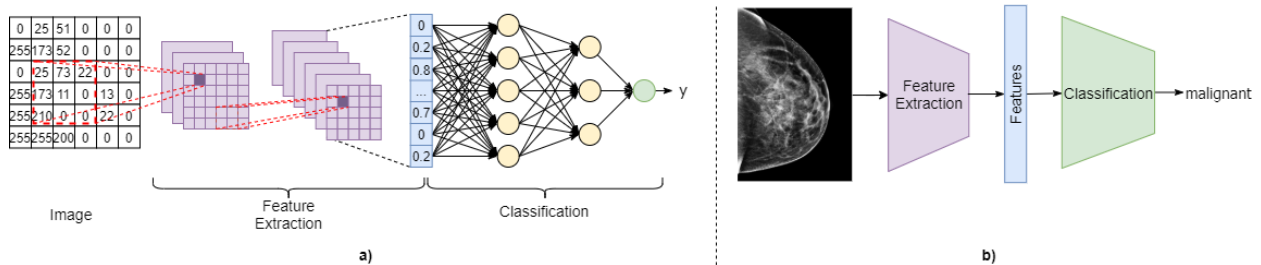 0 25 51 0 0 0
255 173 52 0 0 0
0 25 73 22 0 0
255 173 11 0 13 0
255 210 0 0 22 0
255 255 200 0 0 0
Image
Feature
Extraction
0
0.2
0.8
...
0.7
0
0.2
Classification
y
a)
Feature
Extraction
Features
Classification
malignant
b)